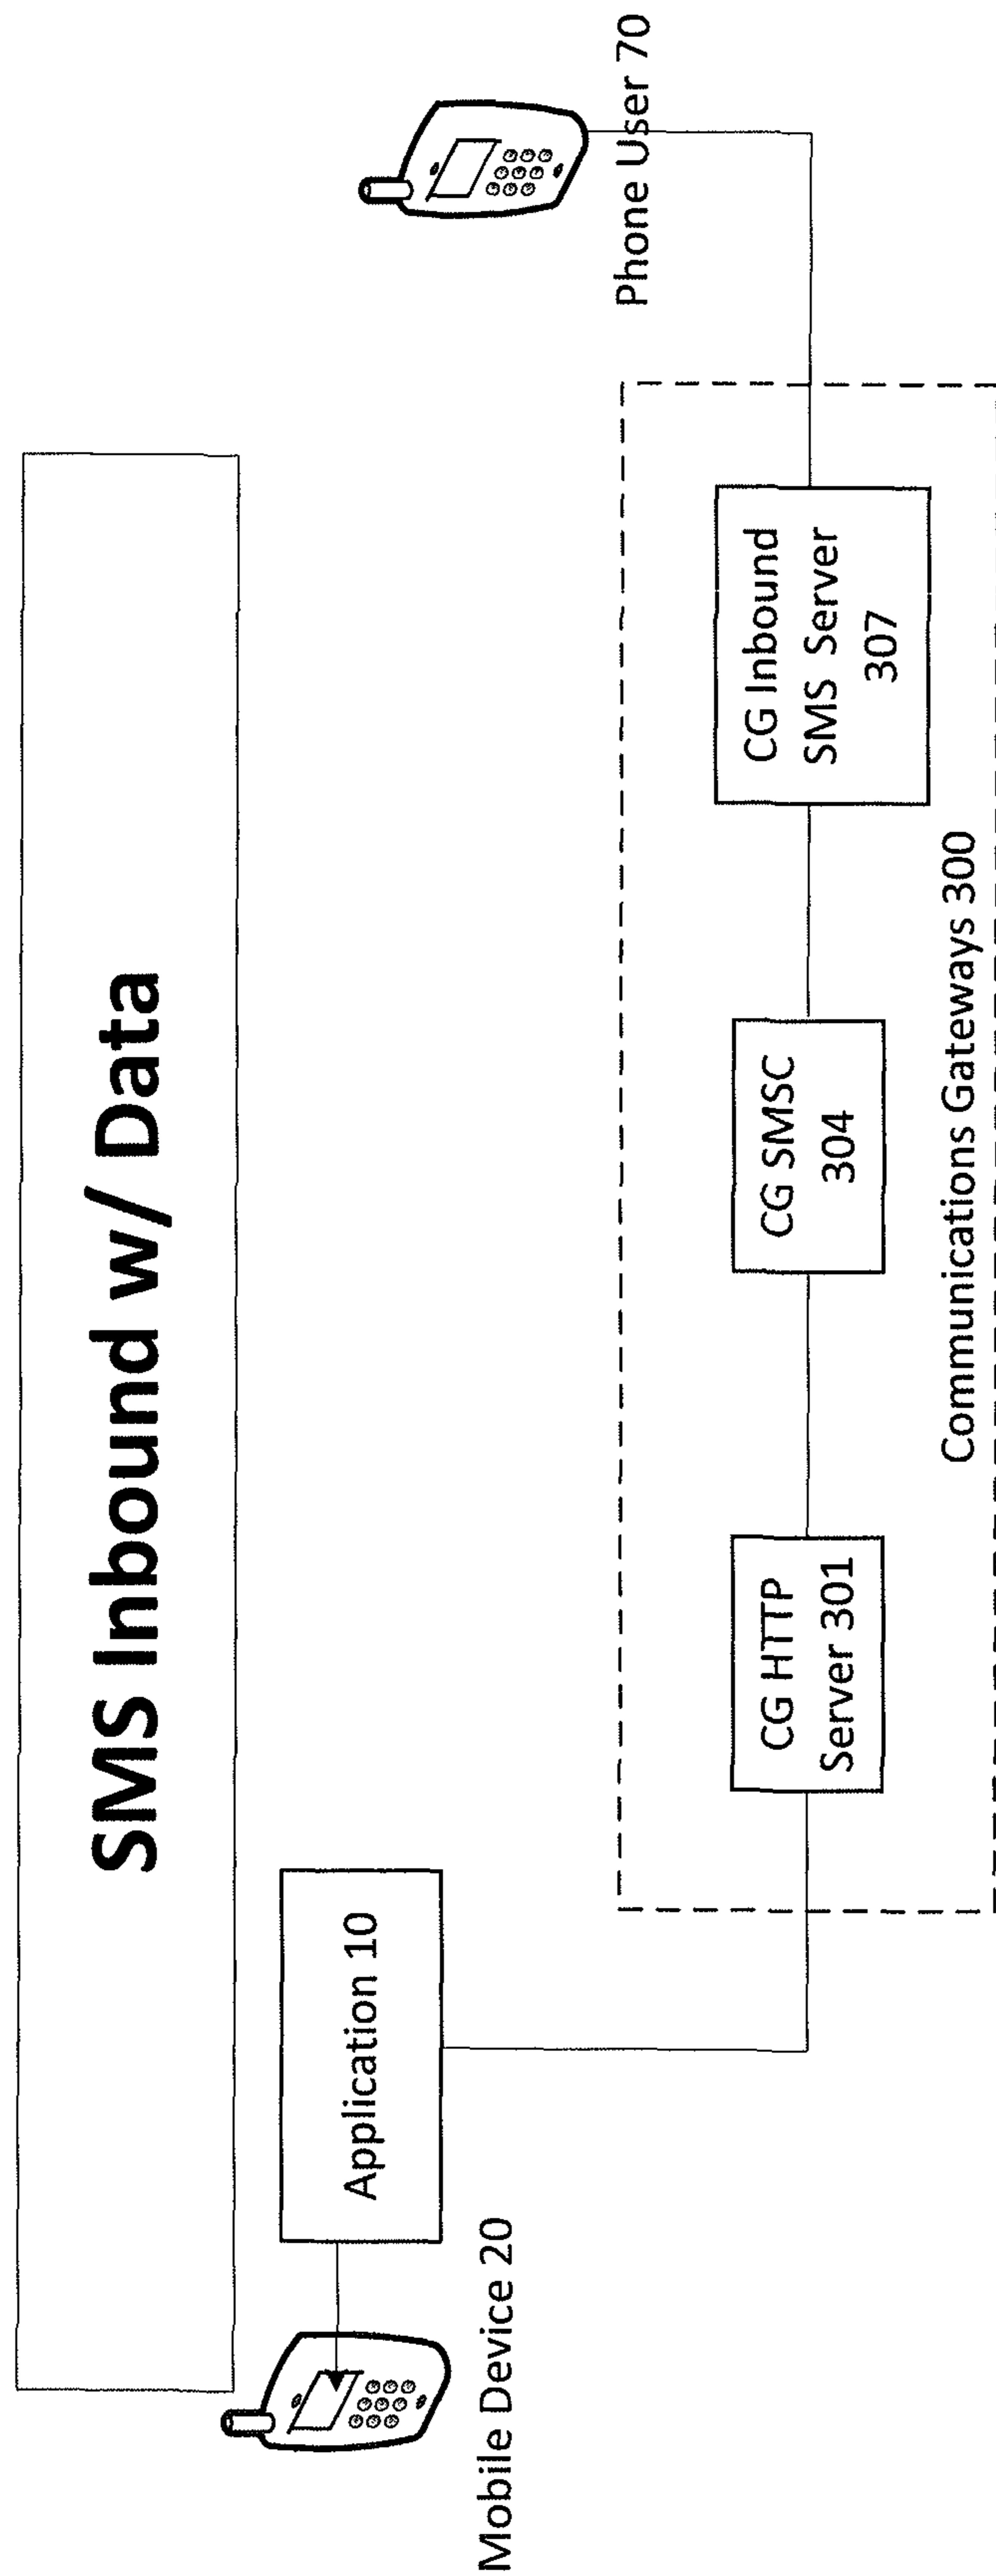 SMS Inbound w/ Data
Phone User 70
Application 10
Mobile Device 20
CG HTTP
Server 301
CG SMSC
304
CG Inbound
SMS Server
307
Communications Gateways 300